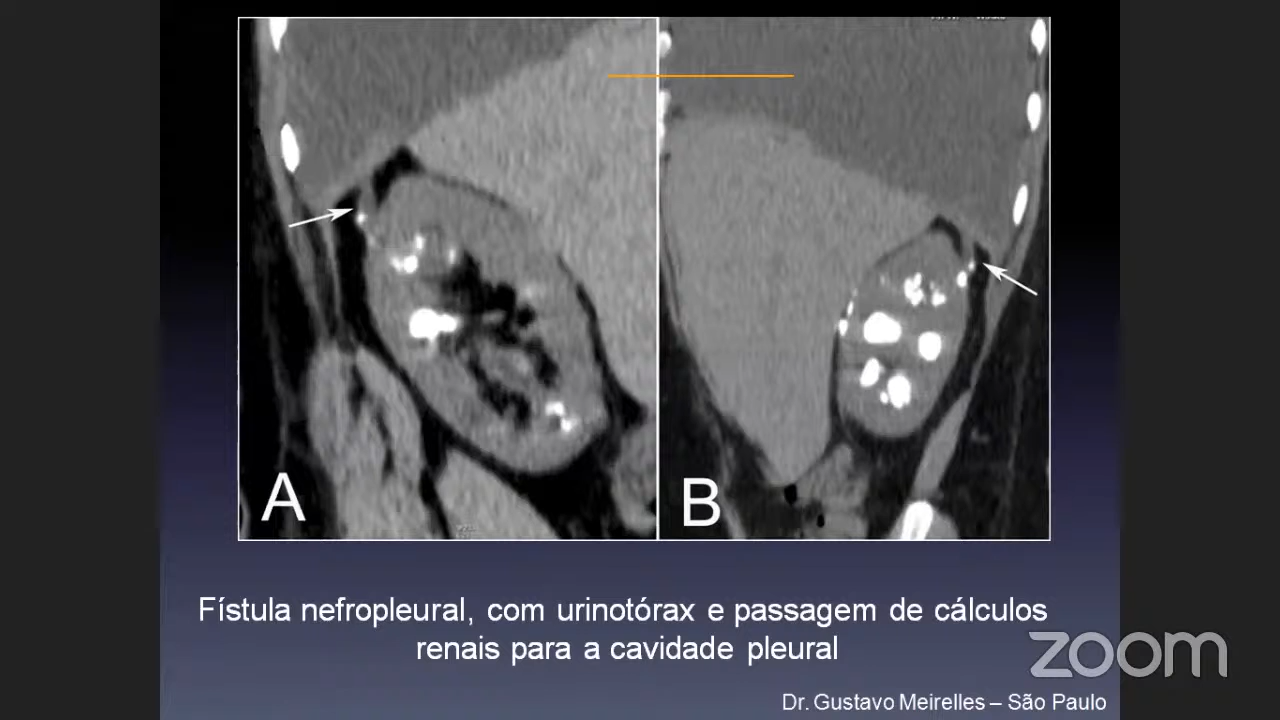 A
B
Fístula nefropleural, com urinotórax e passagem de cálculos
renais para a cavidade pleural
zoom
Dr. Gustavo Meirelles – São Paulo